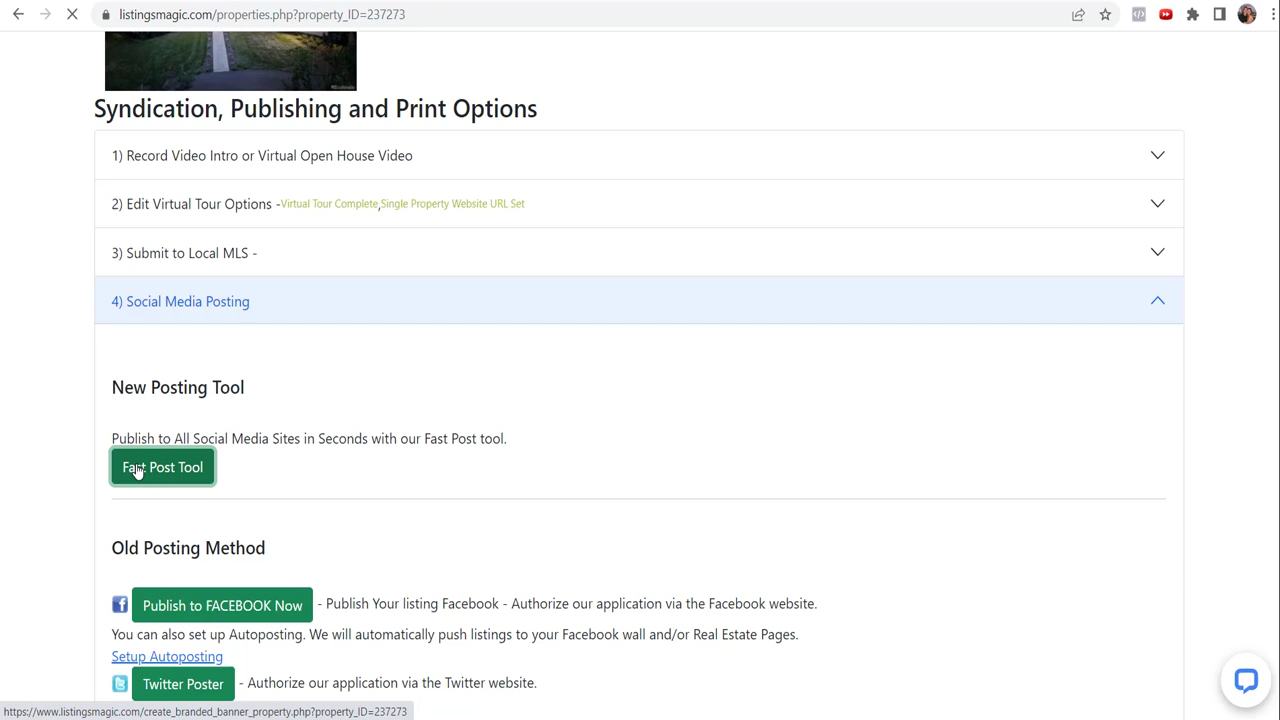 listingsmagic.com/properties.php?property_ID=237273
Syndication, Publishing and Print Options
1) Record Video Intro or Virtual Open House Video
2) Edit Virtual Tour Options -Virtual Tour Complete,Single Property Website URL Set
3) Submit to Local MLS -
4) Social Media Posting
New Posting Tool
Publish to All Social Media Sites in Seconds with our Fast Post tool.
Fast Post Tool
Old Posting Method
Publish to FACEBOOK Now - Publish Your listing Facebook - Authorize our application via the Facebook website.
You can also set up Autoposting. We will automatically push listings to your Facebook wall and/or Real Estate Pages.
Setup Autoposting
Twitter Poster - Authorize our application via the Twitter website.
https://www.listingsmagic.com/create_branded_banner_property.php?property_ID=237273